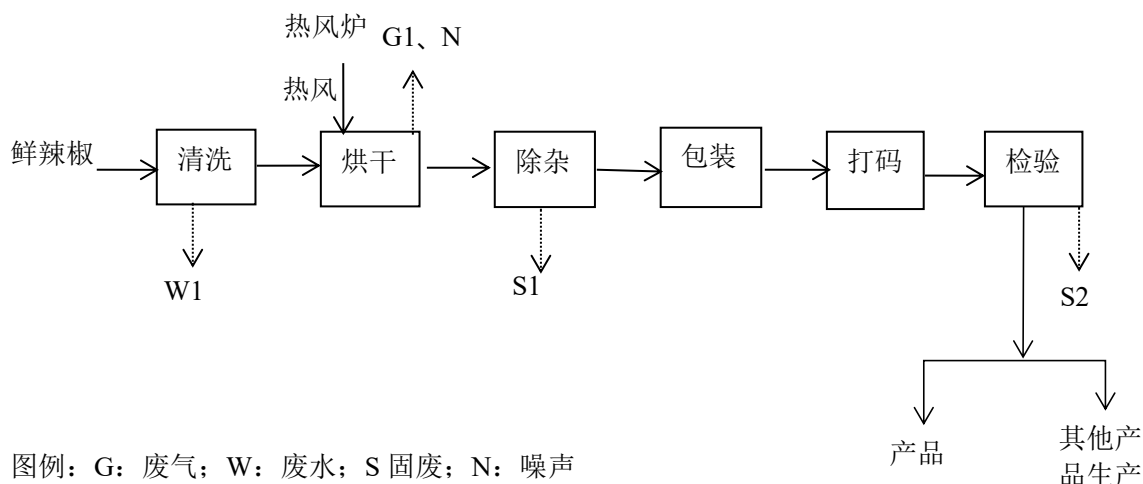 热风炉
G1、N
热风
鲜辣椒
清洗
烘干
除杂
包装
打码
检验
W1
S1
S2
产品
其他产
品生产
图例：G：废气；W：废水；S 固废；N：噪声